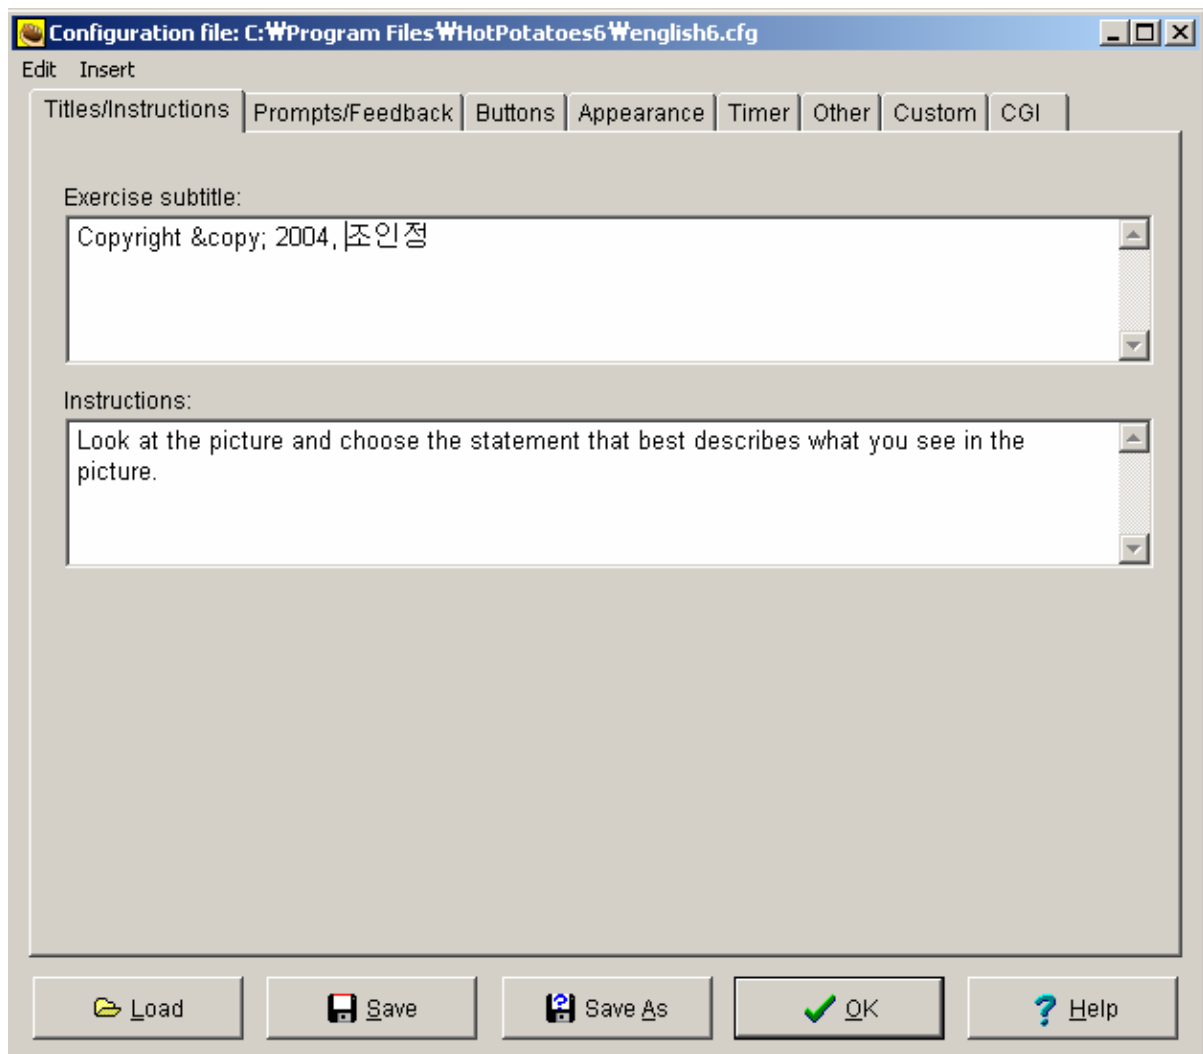 Configuration file: C:₩Program Files₩HotPotatoes6₩english6.cfg
Edit Insert
Titles/Instructions Prompts/Feedback Buttons Appearance Timer Other Custom CGI
Exercise subtitle:
Copyright &copy; 2004, 조인정
Instructions:
Look at the picture and choose the statement that best describes what you see in the
picture.
Load Save Save As OK Help